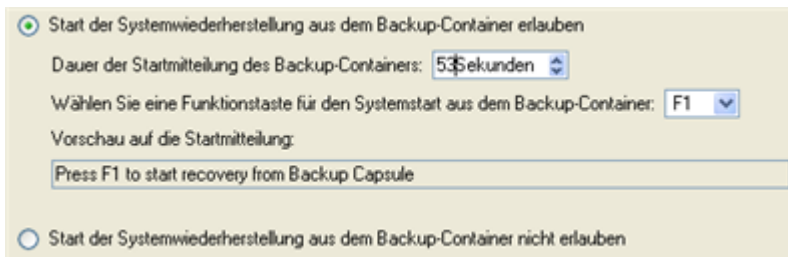 Start der Systemwiederherstellung aus dem Backup-Container erlauben
Dauer der Startmitteilung des Backup-Containers: 53Sekunden
Wählen Sie eine Funktionstaste für den Systemstart aus dem Backup-Container: F1
Vorschau auf die Startmitteilung:
Press F1 to start recovery from Backup Capsule
Start der Systemwiederherstellung aus dem Backup-Container nicht erlauben